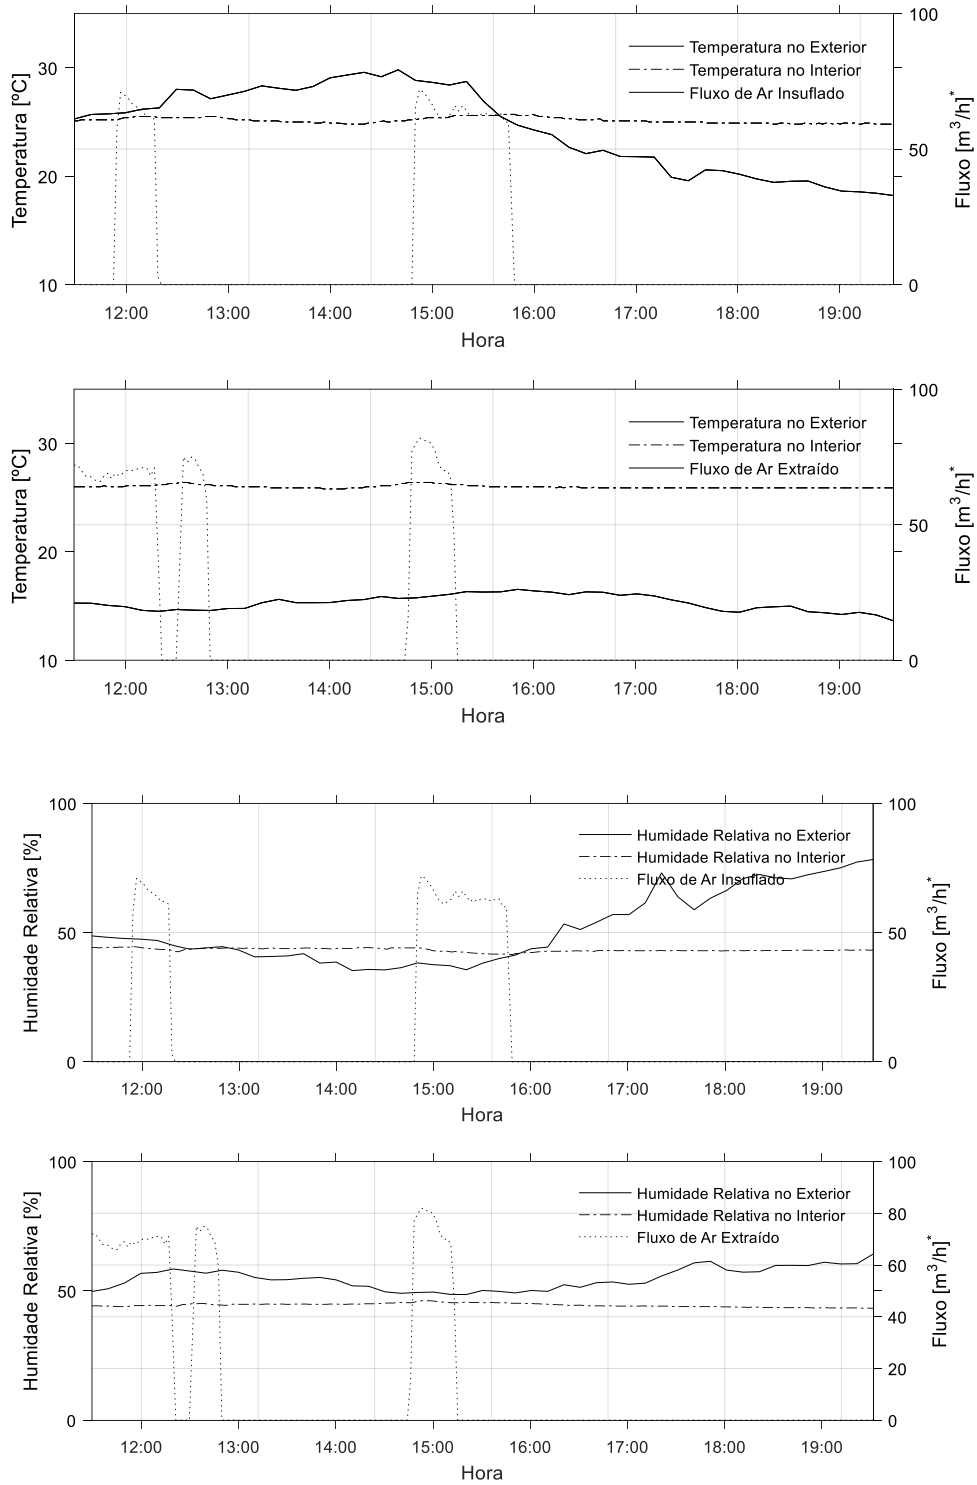 100
Temperatura no Exterior
30
Temperatura no Interior
Fluxo de Ar Insuflado
Temperatura [ºC]
Fluxo [m³/h]*
50
20
10
0
12:00 13:00 14:00 15:00 16:00 17:00 18:00 19:00
Hora
100
Temperatura no Exterior
30
Temperatura no Interior
Fluxo de Ar Extraído
Temperatura [ºC]
Fluxo [m³/h]*
50
20
10
0
12:00 13:00 14:00 15:00 16:00 17:00 18:00 19:00
Hora
100
100
Humidade Relativa no Exterior
Humidade Relativa no Interior
Fluxo de Ar Insuflado
Humidade Relativa [%]
Fluxo [m³/h]*
50
50
0
0
12:00 13:00 14:00 15:00 16:00 17:00 18:00 19:00
Hora
100
100
Humidade Relativa no Exterior
80
Humidade Relativa no Interior
Fluxo de Ar Extraído
60
Humidade Relativa [%]
Fluxo [m³/h]*
50
40
20
0
0
12:00 13:00 14:00 15:00 16:00 17:00 18:00 19:00
Hora